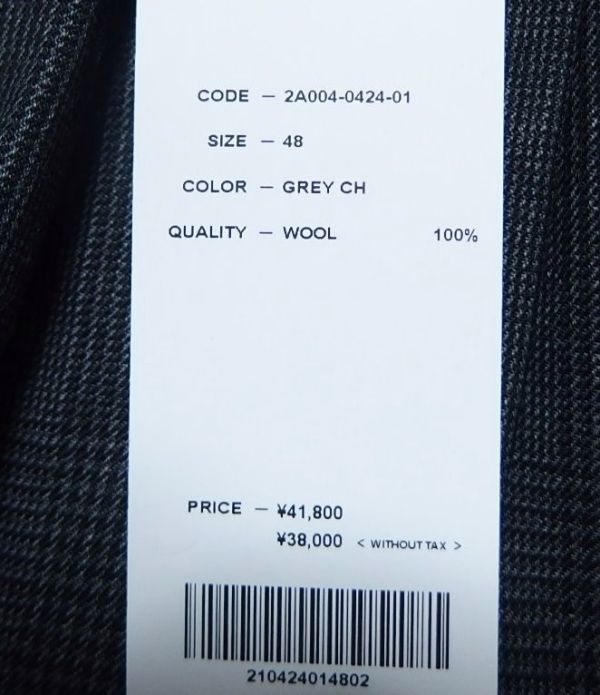 CODE — 2A004-0424-01
SIZE — 48
COLOR — GREY CH
QUALITY — WOOL 100%
PRICE — ¥41,800
¥38,000 < WITHOUT TAX >
210424014802